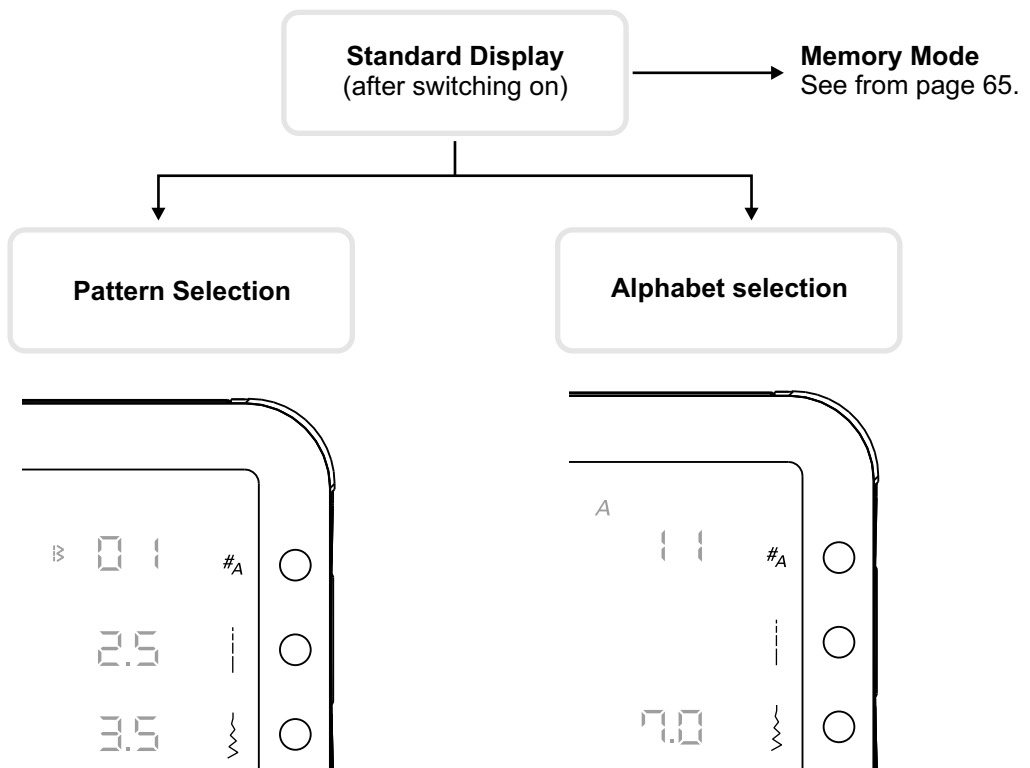 Standard Display
(after switching on)
Memory Mode
See from page 65.
Pattern Selection
Alphabet selection
01
#A
2.5
3.5
A
11
#A
7.0